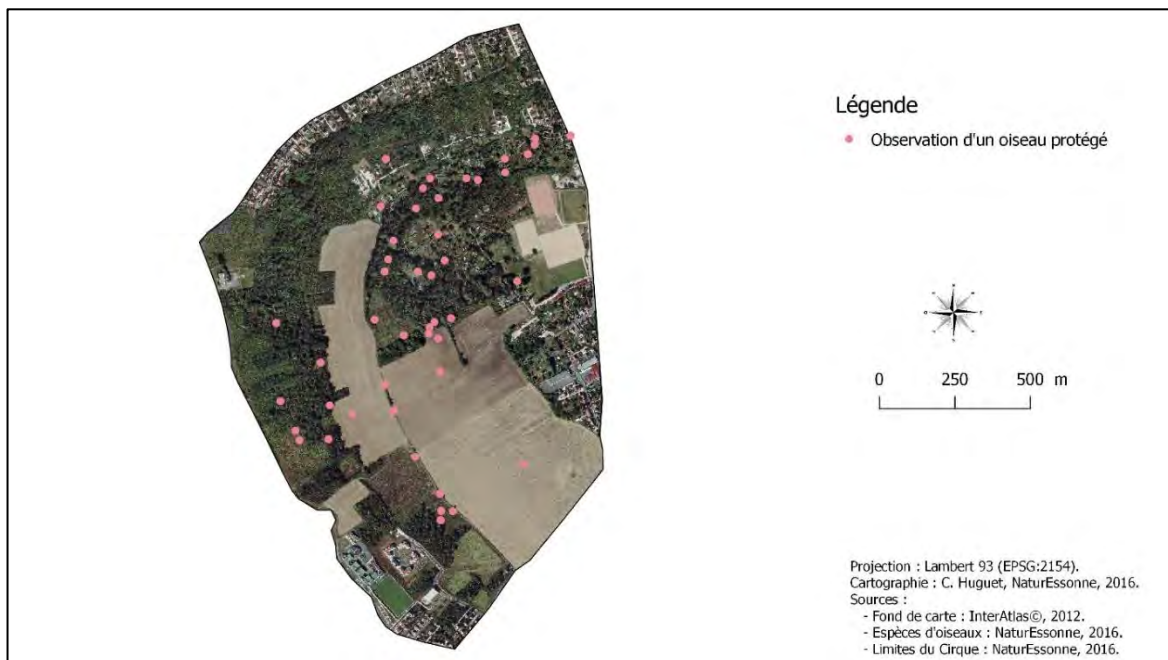 Légende
Observation d'un oiseau protégé
0 250 500 m
Projection : Lambert 93 (EPSG:2154).
Cartographie : C. Huguet, NaturEssonne, 2016.
Sources :
- Fond de carte : InterAtlas©, 2012.
- Espèces d'oiseaux : NaturEssonne, 2016.
- Limites du Cirque : NaturEssonne, 2016.